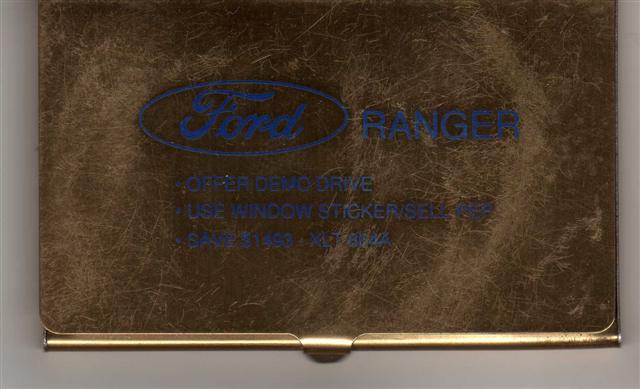 Ford RANGER
• OFFER DEMO DRIVE
• USE WINDOW STICKER/SELL PEP
• SAVE $1493 - XLT 864A